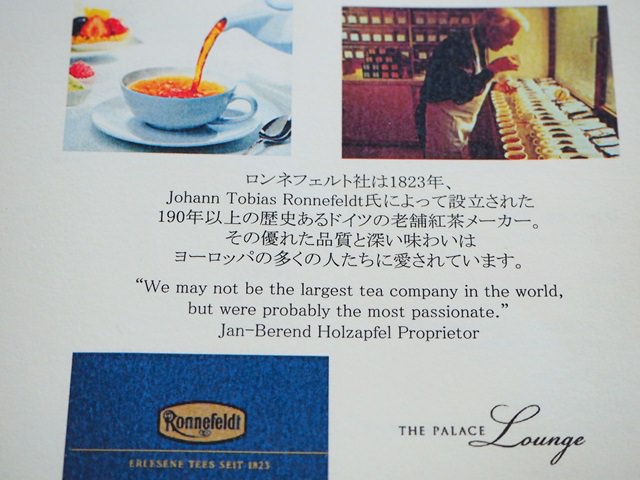 ロンネフェルト社は1823年、
Johann Tobias Ronnefeldt氏によって設立された
190年以上の歴史あるドイツの老舗紅茶メーカー。
その優れた品質と深い味わいは
ヨーロッパの多くの人たちに愛されています。
“We may not be the largest tea company in the world,
but were probably the most passionate.”
Jan-Berend Holzapfel Proprietor
Ronnefeldt
ERLESENE TEES SEIT 1823
THE PALACE Lounge